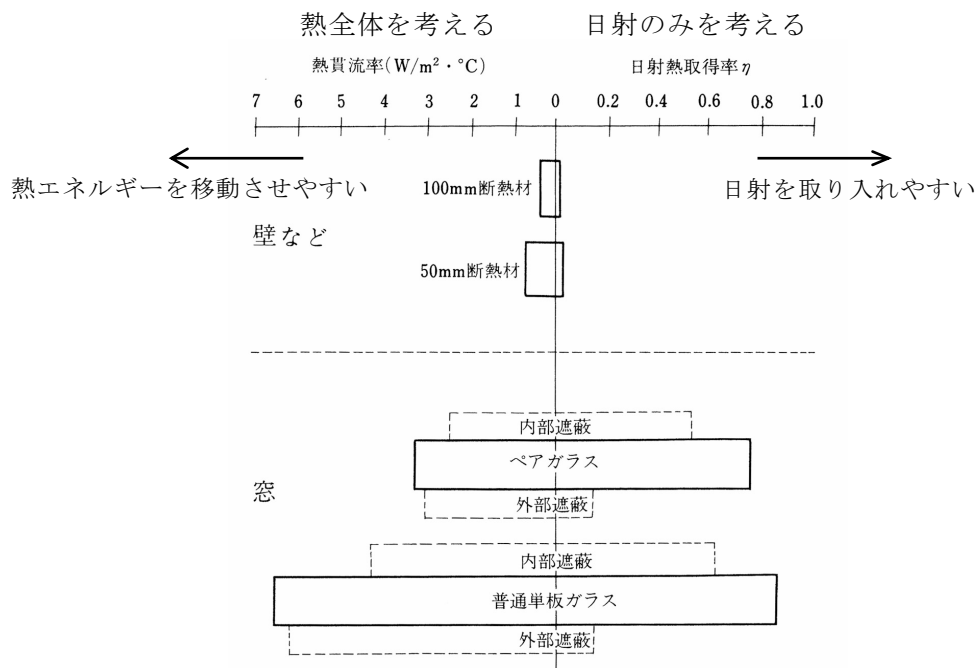 熱全体を考える
日射のみを考える
熱貫流率(W/m²・°C)
日射熱取得率η
7 6 5 4 3 2 1 0 0.2 0.4 0.6 0.8 1.0
熱エネルギーを移動させやすい
日射を取り入れやすい
100mm断熱材
壁など
50mm断熱材
内部遮蔽
ペアガラス
窓
外部遮蔽
内部遮蔽
普通単板ガラス
外部遮蔽